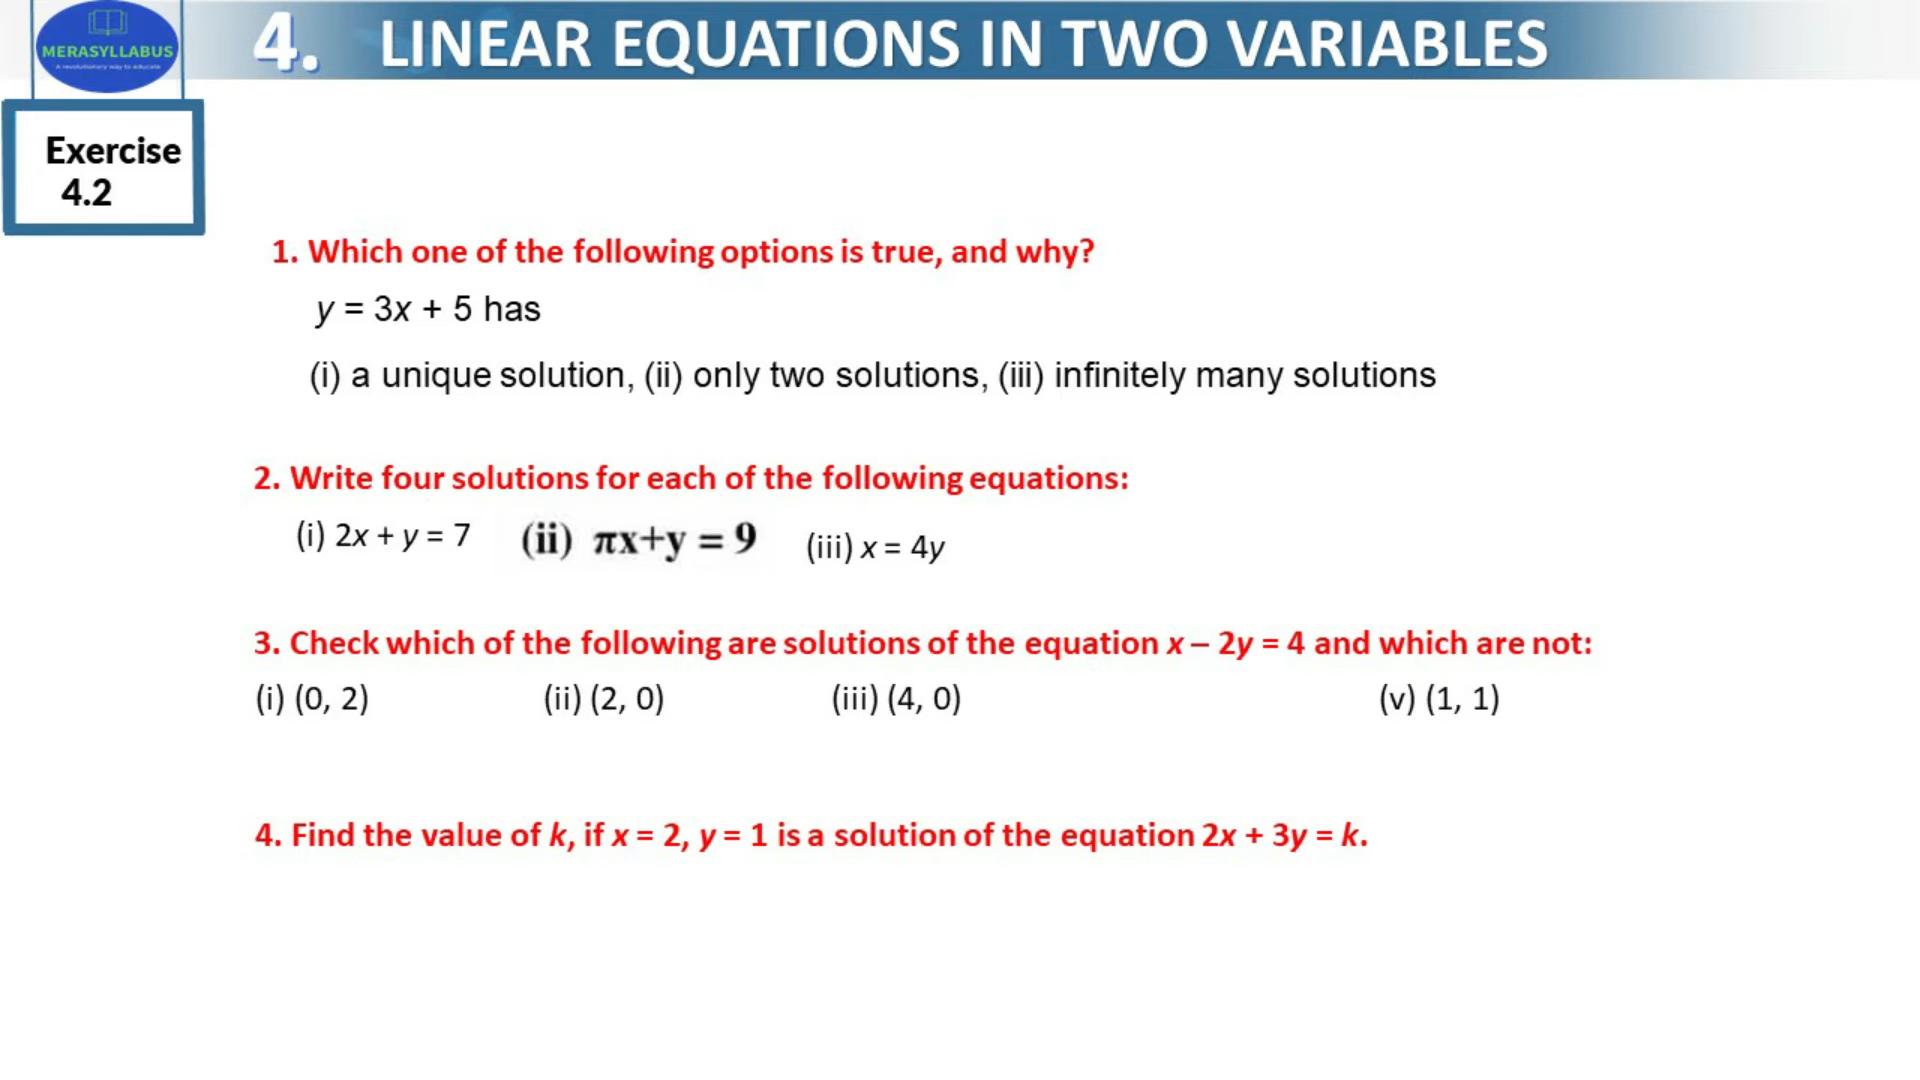 MERASYLLABUS
A revolutionary way to educate
4. LINEAR EQUATIONS IN TWO VARIABLES
Exercise
4.2
1. Which one of the following options is true, and why?
y = 3x + 5 has
(i) a unique solution, (ii) only two solutions, (iii) infinitely many solutions
2. Write four solutions for each of the following equations:
(i) 2x + y = 7 (ii) πx+y = 9 (iii) x = 4y
3. Check which of the following are solutions of the equation x – 2y = 4 and which are not:
(i) (0, 2) (ii) (2, 0) (iii) (4, 0) (v) (1, 1)
4. Find the value of k, if x = 2, y = 1 is a solution of the equation 2x + 3y = k.